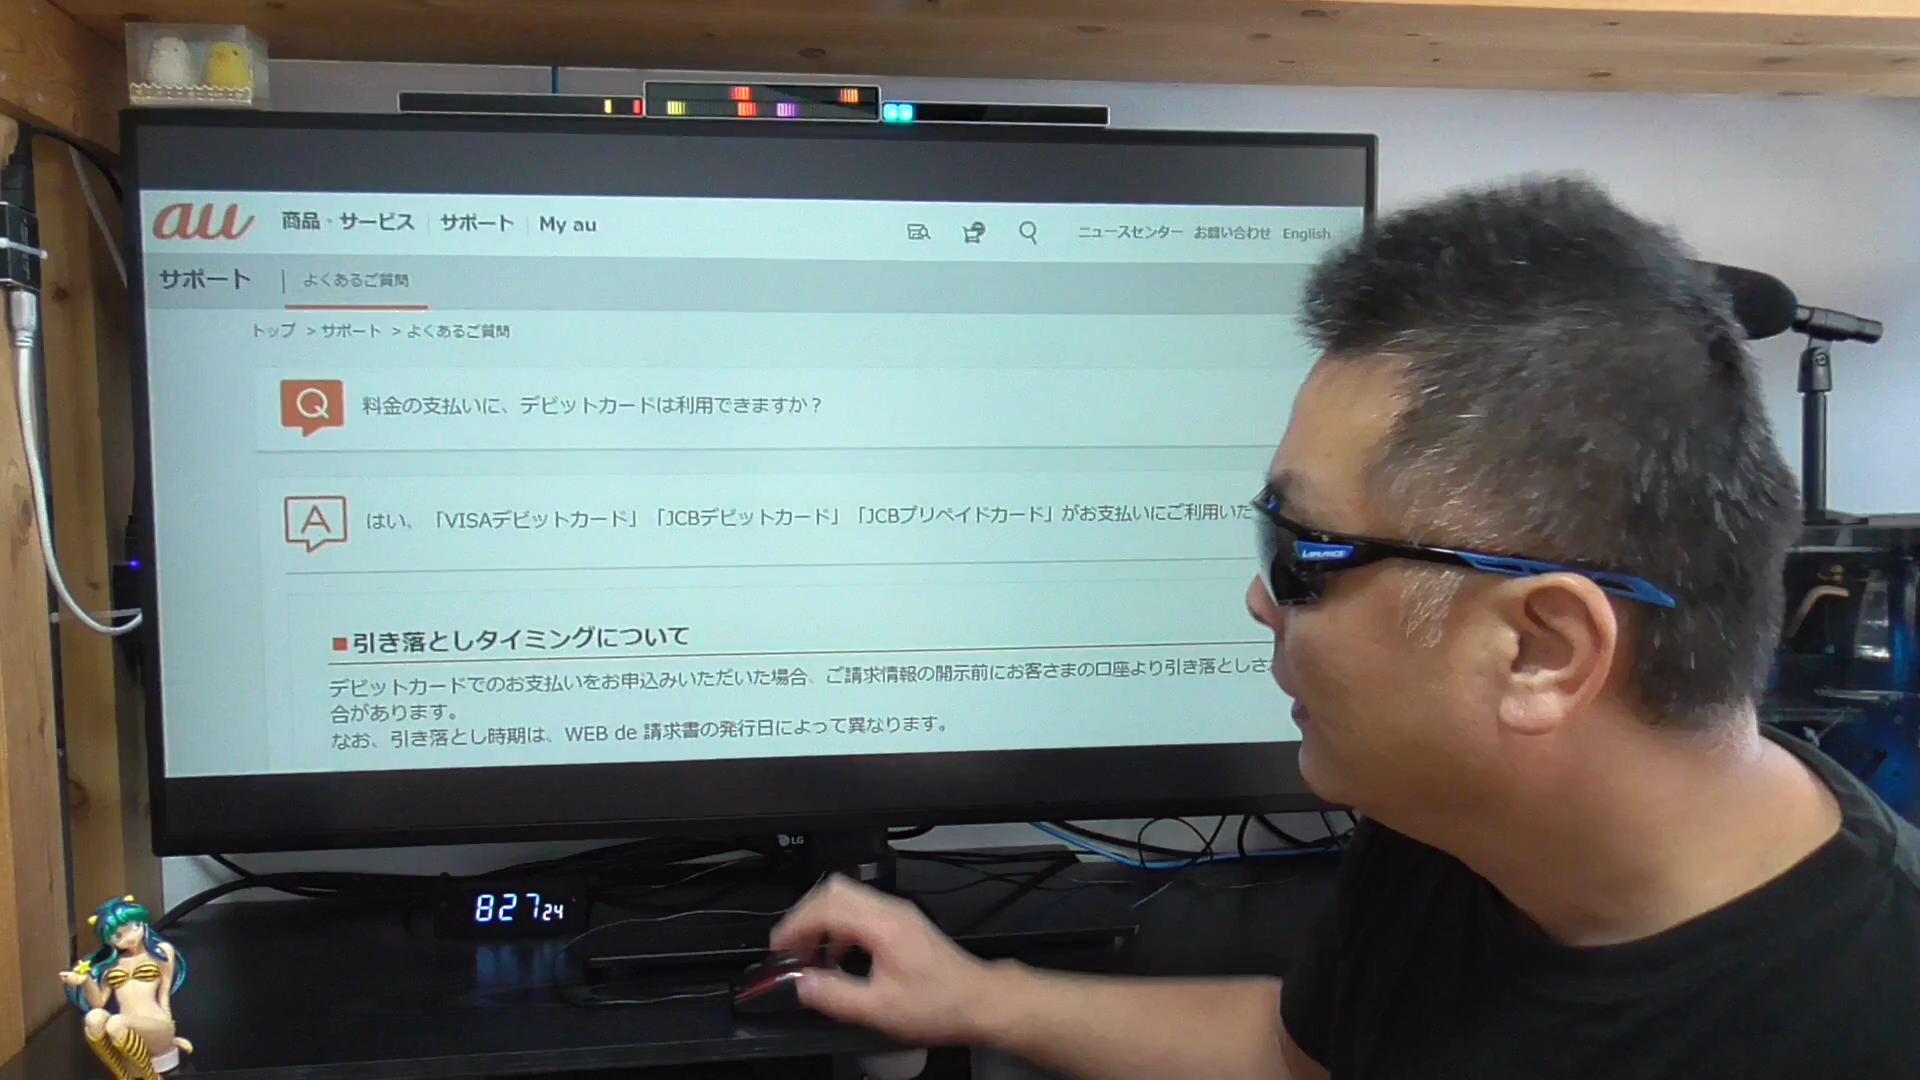 au 商品・サービス サポート My au ニュースセンター お問い合わせ English
サポート よくあるご質問
トップ > サポート > よくあるご質問
Q 料金の支払いに、デビットカードは利用できますか？
A はい、「VISAデビットカード」「JCBデビットカード」「JCBプリペイドカード」がお支払いにご利用いた
■引き落としタイミングについて
デビットカードでのお支払いをお申込みいただいた場合、ご請求情報の開示前にお客さまの口座より引き落としさ
合があります。
なお、引き落とし時期は、WEB de 請求書の発行日によって異なります。
LG
827 24